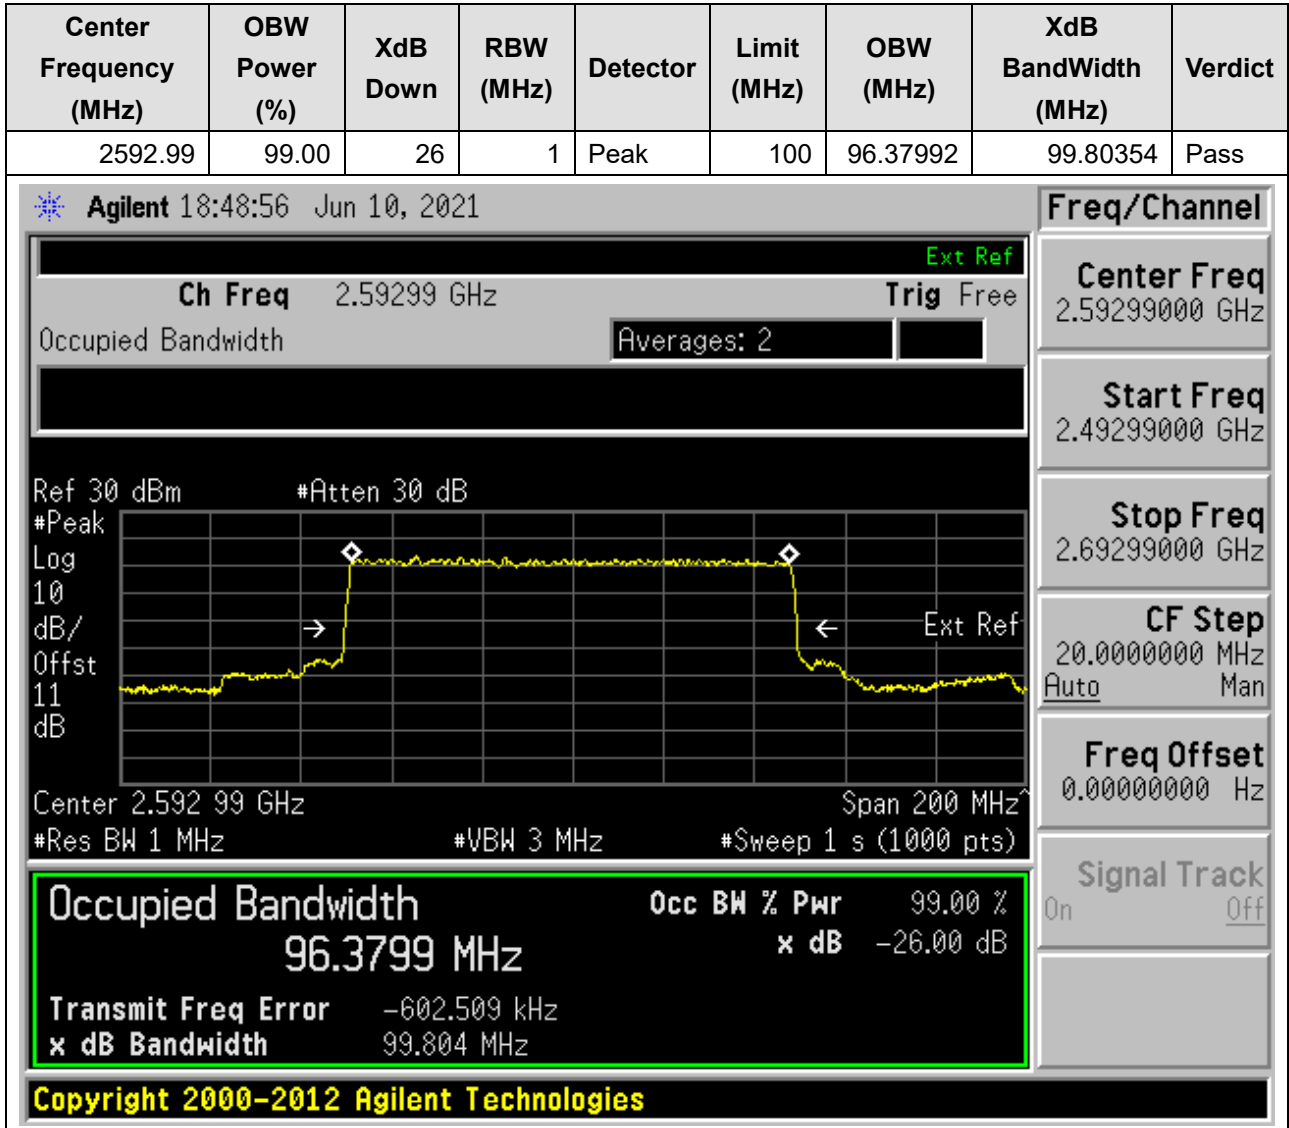 Center Frequency (MHz) OBW Power (%) XdB Down RBW (MHz) Detector Limit (MHz) OBW (MHz) XdB BandWidth (MHz) Verdict
2592.99 99.00 26 1 Peak 100 96.37992 99.80354 Pass
Agilent 18:48:56 Jun 10, 2021
Ext Ref
Ch Freq 2.59299 GHz Trig Free
Occupied Bandwidth Averages: 2
Ref 30 dBm #Atten 30 dB
#Peak
Log
10
dB/
Offst
11
dB
Ext Ref
Center 2.592 99 GHz Span 200 MHz^
#Res BW 1 MHz #VBW 3 MHz #Sweep 1 s (1000 pts)
Occupied Bandwidth Occ BW % Pwr 99.00 %
96.3799 MHz x dB -26.00 dB
Transmit Freq Error -602.509 kHz
x dB Bandwidth 99.804 MHz
Copyright 2000-2012 Agilent Technologies
Freq/Channel
Center Freq
2.59299000 GHz
Start Freq
2.49299000 GHz
Stop Freq
2.69299000 GHz
CF Step
20.0000000 MHz
Auto Man
Freq Offset
0.00000000 Hz
Signal Track
On Off